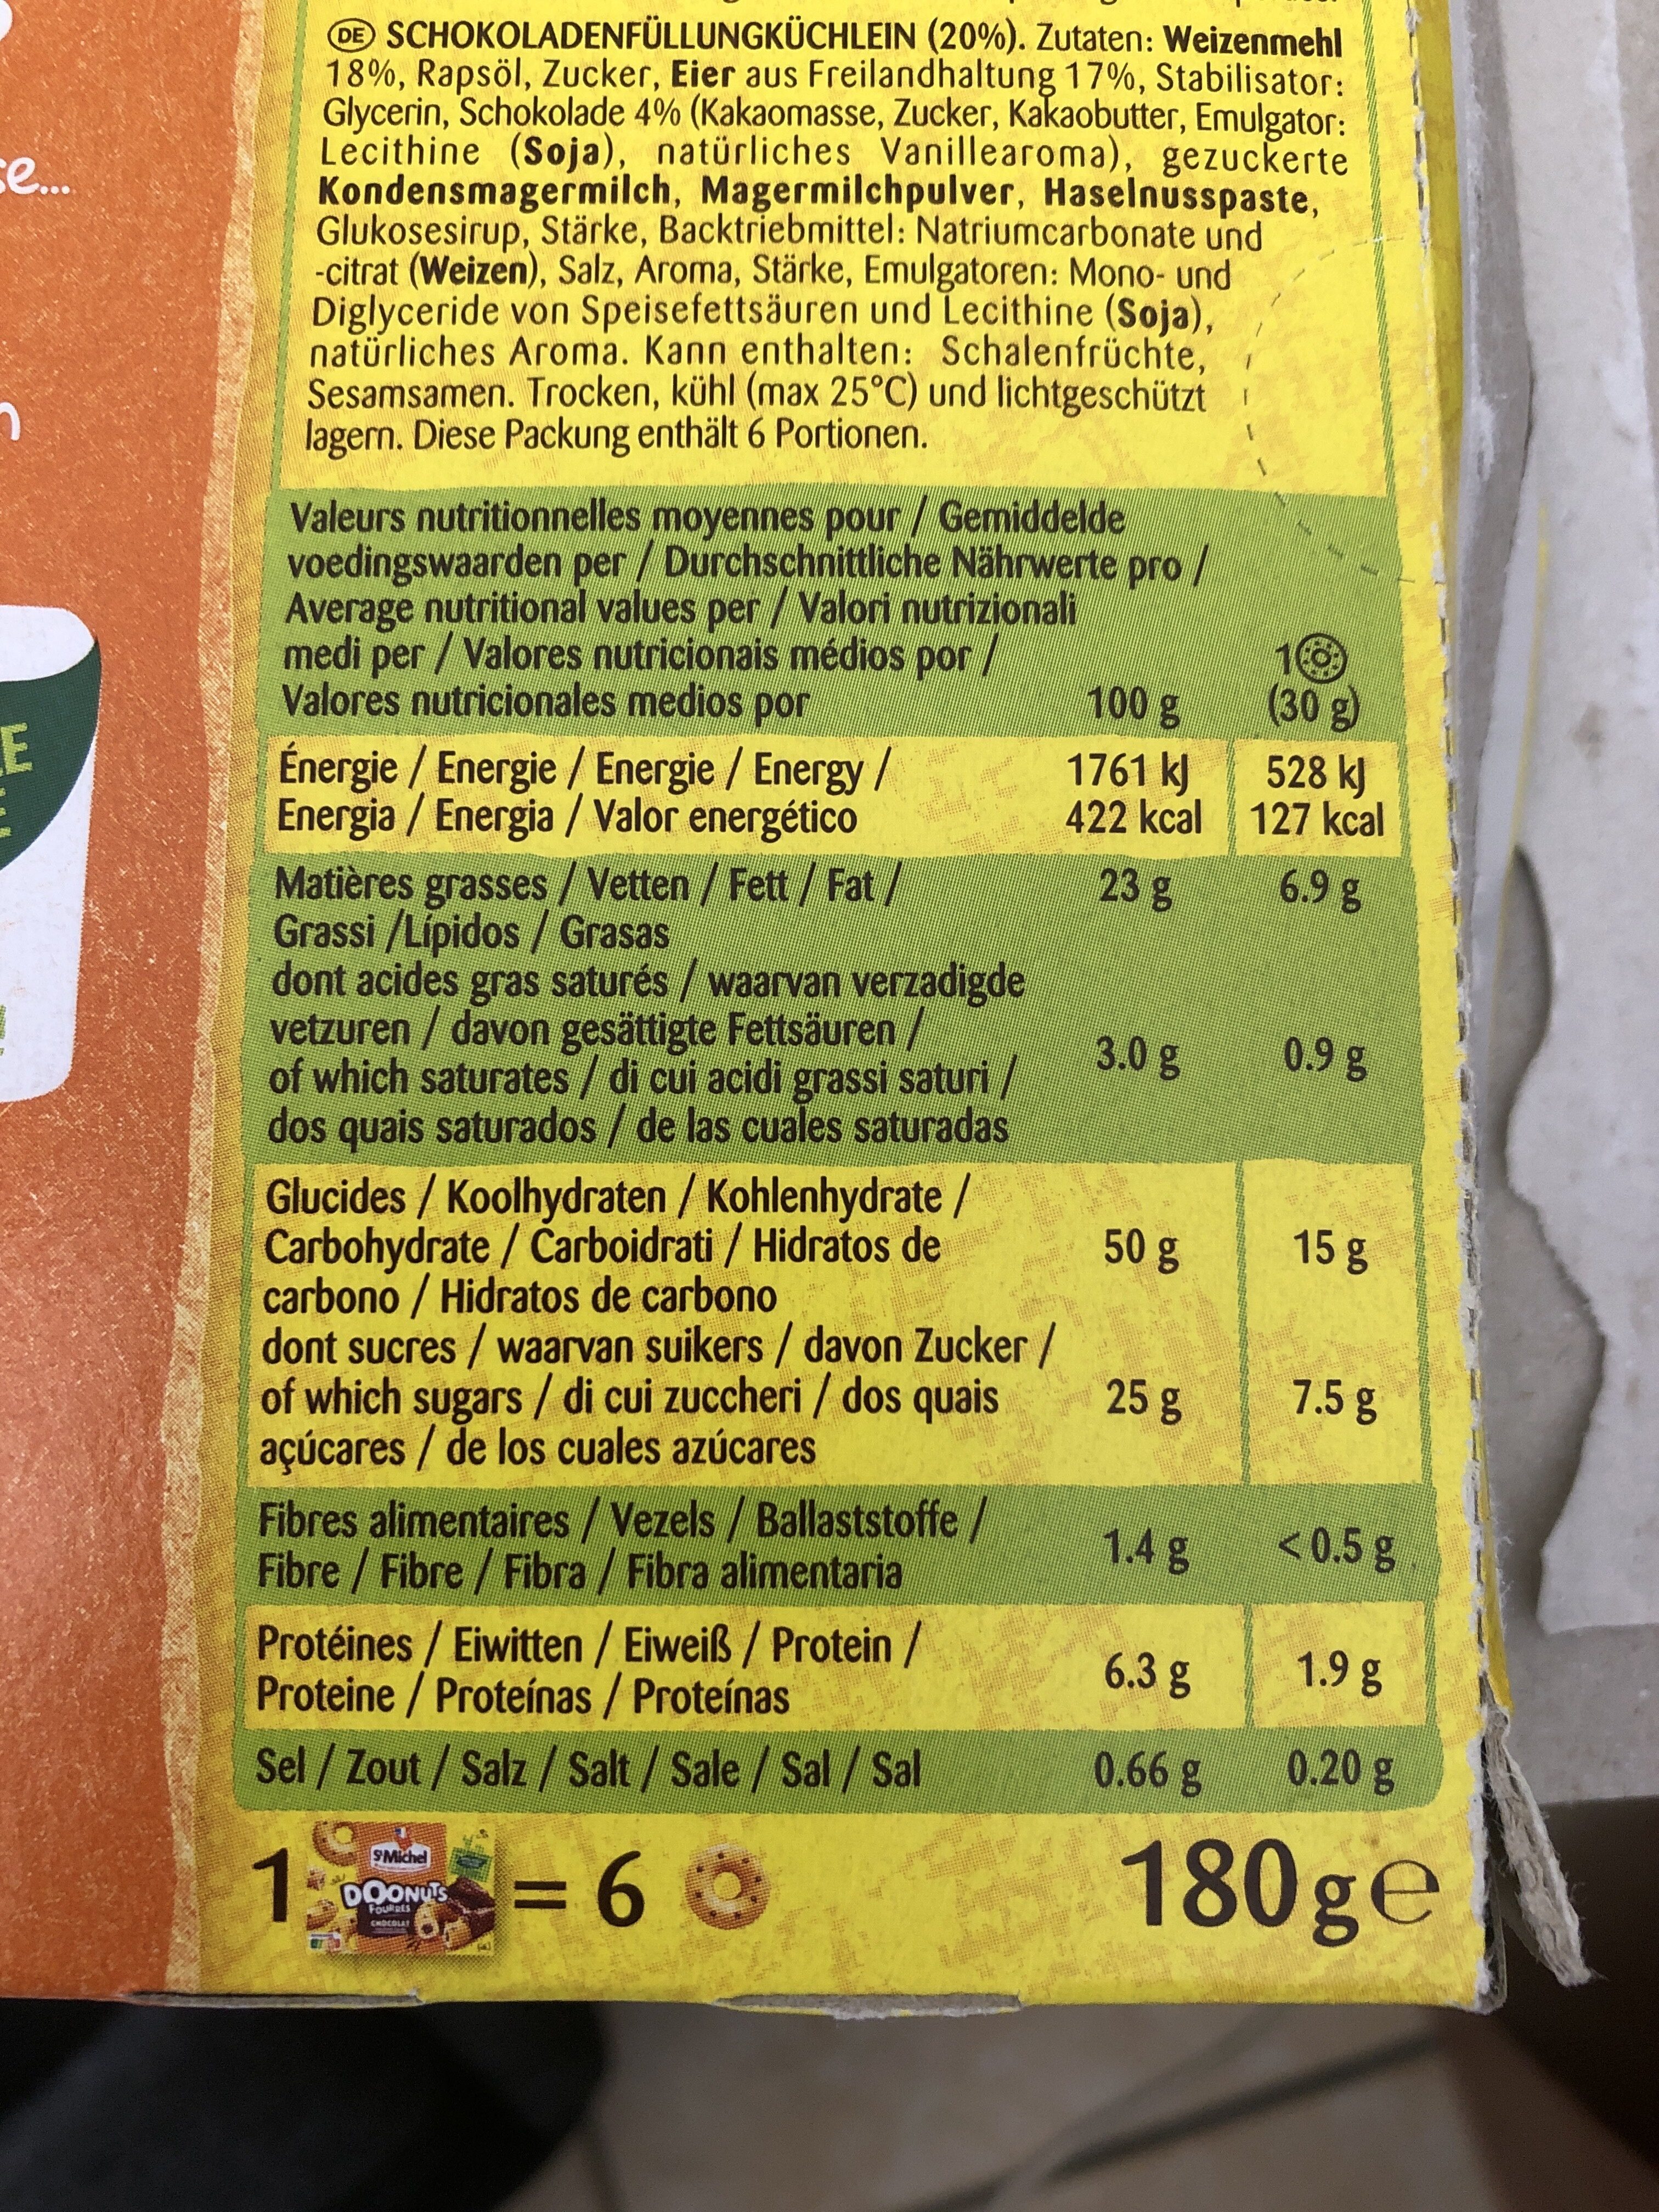 se...
n
E
DE SCHOKOLADENFÜLLUNGKÜCHLEIN (20%). Zutaten: Weizenmehl
18%, Rapsöl, Zucker, Eier aus Freilandhaltung 17%, Stabilisator:
Glycerin, Schokolade 4% (Kakaomasse, Zucker, Kakaobutter, Emulgator:
Lecithine (Soja), natürliches Vanillearoma), gezuckerte
Kondensmagermilch, Magermilchpulver, Haselnusspaste,
Glukosesirup, Stärke, Backtriebmittel: Natriumcarbonate und
-citrat (Weizen), Salz, Aroma, Stärke, Emulgatoren: Mono- und
Diglyceride von Speisefettsäuren und Lecithine (Soja),
natürliches Aroma. Kann enthalten: Schalenfrüchte,
Sesamsamen. Trocken, kühl (max 25°C) und lichtgeschützt
lagern. Diese Packung enthält 6 Portionen.
Valeurs nutritionnelles moyennes pour / Gemiddelde
voedingswaarden per / Durchschnittliche Nährwerte pro /
Average nutritional values per / Valori nutrizionali
medi per / Valores nutricionais médios por / 1
Valores nutricionales medios por 100 g (30 g)
Énergie / Energie / Energie / Energy / 1761 kJ 528 kJ
Energia / Energia / Valor energético 422 kcal 127 kcal
Matières grasses / Vetten / Fett / Fat / 23 g 6.9 g
Grassi /Lípidos / Grasas
dont acides gras saturés / waarvan verzadigde
vetzuren / davon gesättigte Fettsäuren / 3.0 g 0.9 g
of which saturates / di cui acidi grassi saturi /
dos quais saturados / de las cuales saturadas
Glucides / Koolhydraten / Kohlenhydrate /
Carbohydrate / Carboidrati / Hidratos de 50 g 15 g
carbono / Hidratos de carbono
dont sucres / waarvan suikers / davon Zucker /
of which sugars / di cui zuccheri / dos quais 25 g 7.5 g
açúcares / de los cuales azúcares
Fibres alimentaires / Vezels / Ballaststoffe / 1.4 g <0.5 g
Fibre / Fibre / Fibra / Fibra alimentaria
Protéines / Eiwitten / Eiweiß / Protein / 6.3 g 1.9 g
Proteine / Proteínas / Proteínas
Sel / Zout / Salz / Salt / Sale / Sal / Sal 0.66 g 0.20 g
1 = 6 180 g e
St Michel
DOONUTS
FOURRÉS
CHOCOLAT